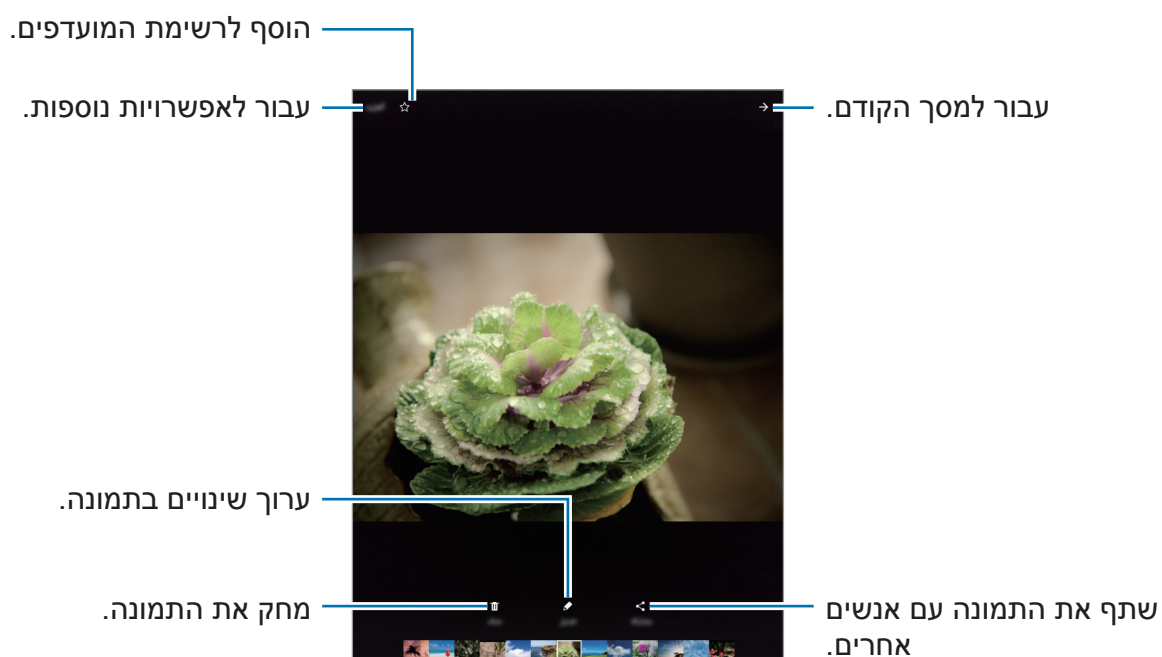 הוסף לרשימת המועדפים.
עבור לאפשרויות נוספות.
עבור למסך הקודם.
ערוך שינויים בתמונה.
מחק את התמונה.
שתף את התמונה עם אנשים
אחרים.